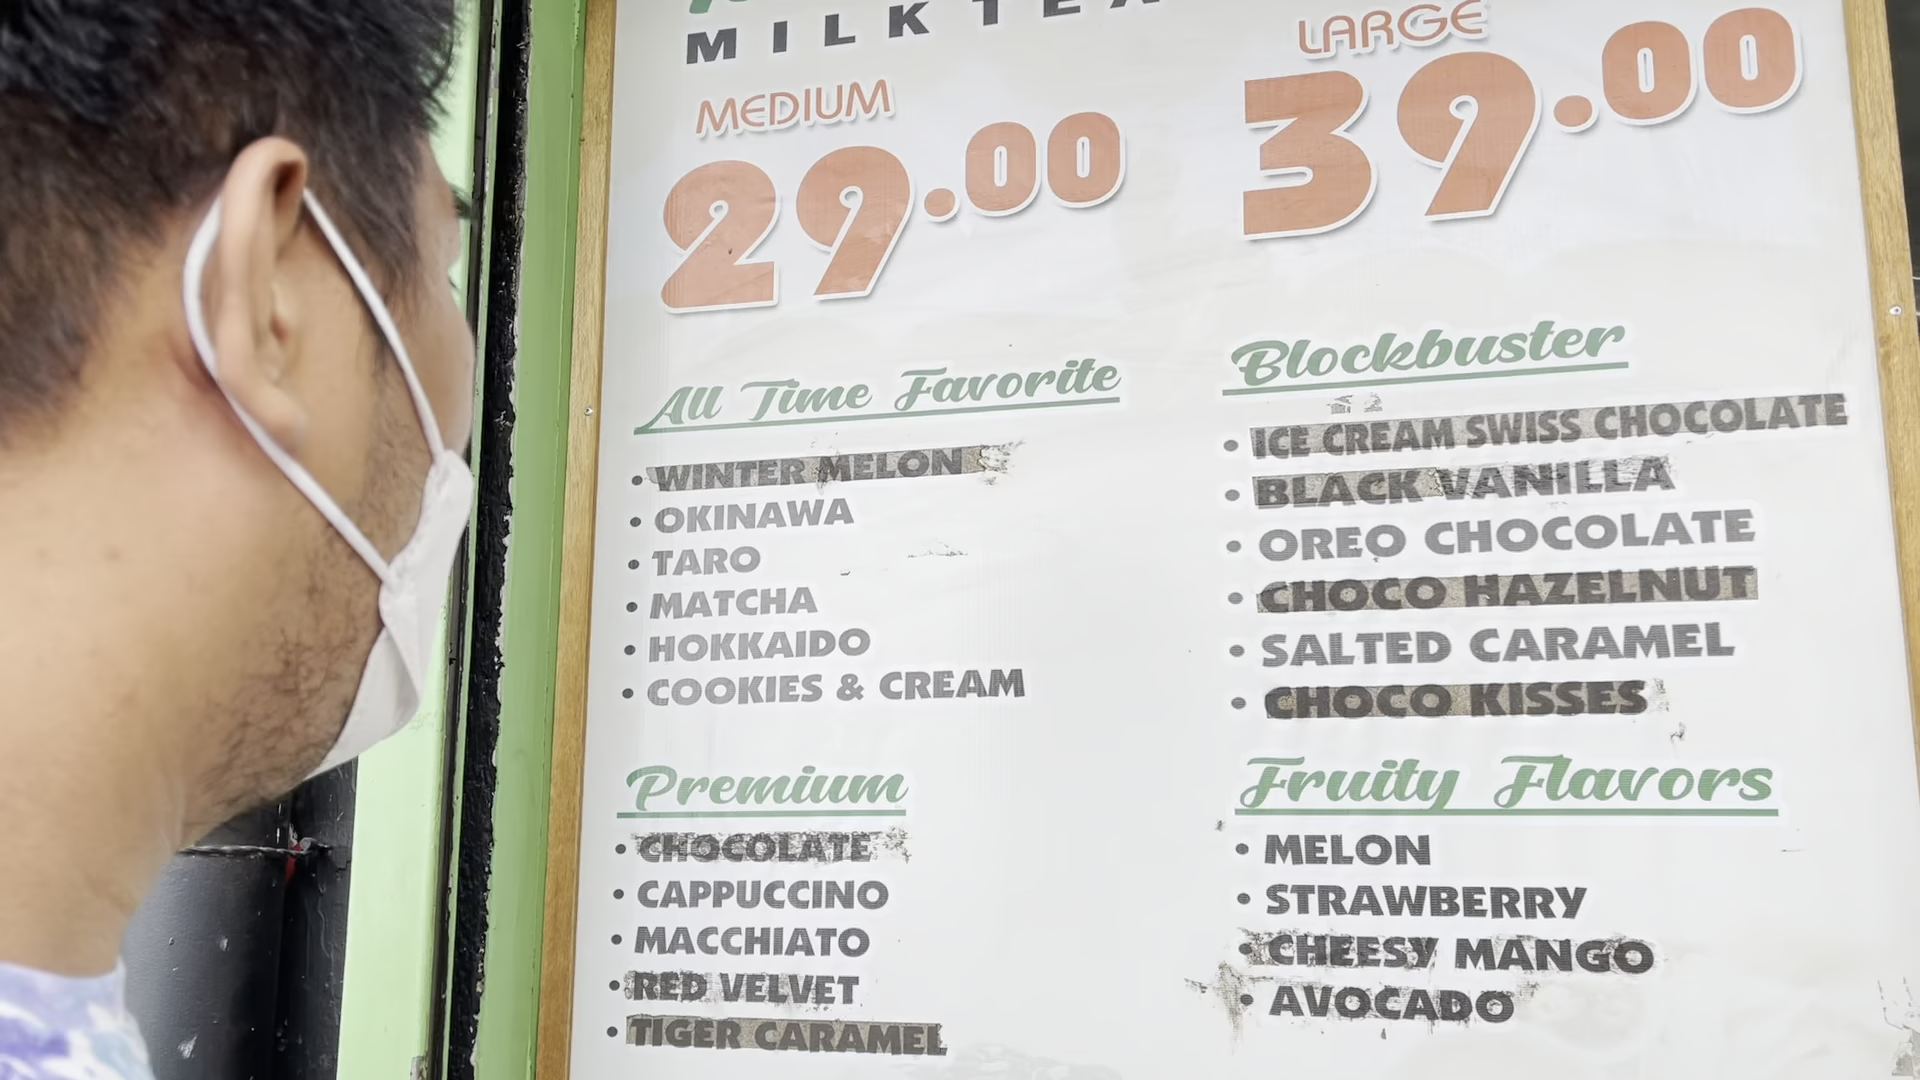 MILKTEA
MEDIUM
29.00
LARGE
39.00
All Time Favorite
• WINTER MELON
• OKINAWA
• TARO
• MATCHA
• HOKKAIDO
• COOKIES & CREAM
Premium
• CHOCOLATE
• CAPPUCCINO
• MACCHIATO
• RED VELVET
• TIGER CARAMEL
Blockbuster
• ICE CREAM SWISS CHOCOLATE
• BLACK VANILLA
• OREO CHOCOLATE
• CHOCO HAZELNUT
• SALTED CARAMEL
• CHOCO KISSES
Fruity Flavors
• MELON
• STRAWBERRY
• CHEESY MANGO
• AVOCADO